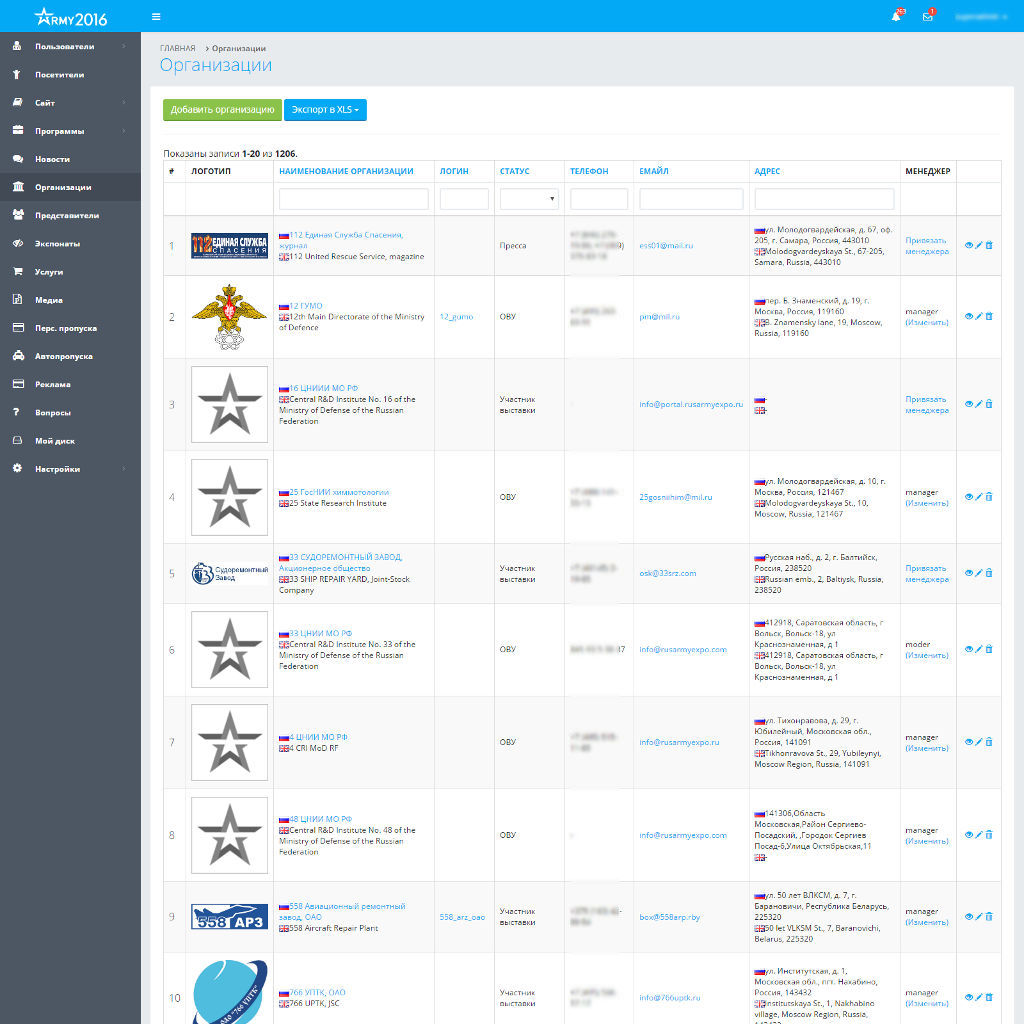 ARMY2016
263
1
Пользователи
Посетители
Сайт
Программы
Новости
Организации
Представители
Экспонаты
Услуги
Медиа
Перс. пропуска
Автопропуска
Реклама
Вопросы
Мой диск
Настройки
ГЛАВНАЯ > Организации
Организации
Добавить организацию
Экспорт в XLS
Показаны записи 1-20 из 1206.
# ЛОГОТИП НАИМЕНОВАНИЕ ОРГАНИЗАЦИИ ЛОГИН СТАТУС ТЕЛЕФОН ЕМАЙЛ АДРЕС МЕНЕДЖЕР
1
112 ЕДИНАЯ СЛУЖБА
СПАСЕНИЯ
112 Единая Служба Спасения,
журнал
112 United Rescue Service, magazine
Пресса
ess01@mail.ru
ул. Молодогвардейская, д. 67, оф.
205, г. Самара, Россия, 443010
Molodogvardeyskaya St., 67-205,
Samara, Russia, 443010
Привязать
менеджера
2
12 ГУМО
12th Main Directorate of the Ministry
of Defence
12_gumo
ОВУ
pm@mil.ru
пер. Б. Знаменский, д. 19, г.
Москва, Россия, 119160
B. Znamensky lane, 19, Moscow,
Russia, 119160
manager
(Изменить)
3
16 ЦНИИИ МО РФ
Central R&D Institute No. 16 of the
Ministry of Defense of the Russian
Federation
Участник
выставки
info@portal.rusarmyexpo.ru
-
-
Привязать
менеджера
4
25 ГосНИИ химмотологии
25 State Research Institute
ОВУ
25gosniihim@mil.ru
ул. Молодогвардейская, д. 10, г.
Москва, Россия, 121467
Molodogvardeyskaya St., 10,
Moscow, Russia, 121467
manager
(Изменить)
5
Судоремонтный
Завод
33 СУДОРЕМОНТНЫЙ ЗАВОД,
Акционерное общество
33 SHIP REPAIR YARD, Joint-Stock
Company
Участник
выставки
osk@33srz.com
Русская наб., д. 2, г. Балтийск,
Россия, 238520
Russian emb., 2, Baltiysk, Russia,
238520
Привязать
менеджера
6
33 ЦНИИ МО РФ
Central R&D Institute No. 33 of the
Ministry of Defense of the Russian
Federation
ОВУ
info@rusarmyexpo.com
412918, Саратовская область, г
Вольск, Вольск-18, ул
Краснознаменная, д 1
412918, Саратовская область, г
Вольск, Вольск-18, ул
Краснознаменная, д 1
moder
(Изменить)
7
4 ЦНИИ МО РФ
4 CRI MoD RF
ОВУ
info@rusarmyexpo.ru
ул. Тихонравова, д. 29, г.
Юбилейный, Московская обл.,
Россия, 141091
Tikhonravova St., 29, Yubileynyi,
Moscow Region, Russia, 141091
manager
(Изменить)
8
48 ЦНИИ МО РФ
Central R&D Institute No. 48 of the
Ministry of Defense of the Russian
Federation
ОВУ
-
info@rusarmyexpo.com
141306,Область
Московская,Район Сергиево-
Посадский, ,Городок Сергиев
Посад-6,Улица Октябрьская,11
-
manager
(Изменить)
9
558 АРЗ
558 Авиационный ремонтный
завод, ОАО
558 Aircraft Repair Plant
558_arz_oao
Участник
выставки
box@558arp.by
ул. 50 лет ВЛКСМ, д. 7, г.
Барановичи, Республика Беларусь,
225320
50 let VLKSM St., 7, Baranovichi,
Belarus, 225320
manager
(Изменить)
10
ОАО "766 УПТК"
766 УПТК, ОАО
766 UPTK, JSC
Участник
выставки
info@766uptk.ru
ул. Институтская, д. 1,
Московская обл., пгт. Нахабино,
Россия, 143432
Institutskaya St., 1, Nakhabino
village, Moscow Region, Russia,
manager
(Изменить)